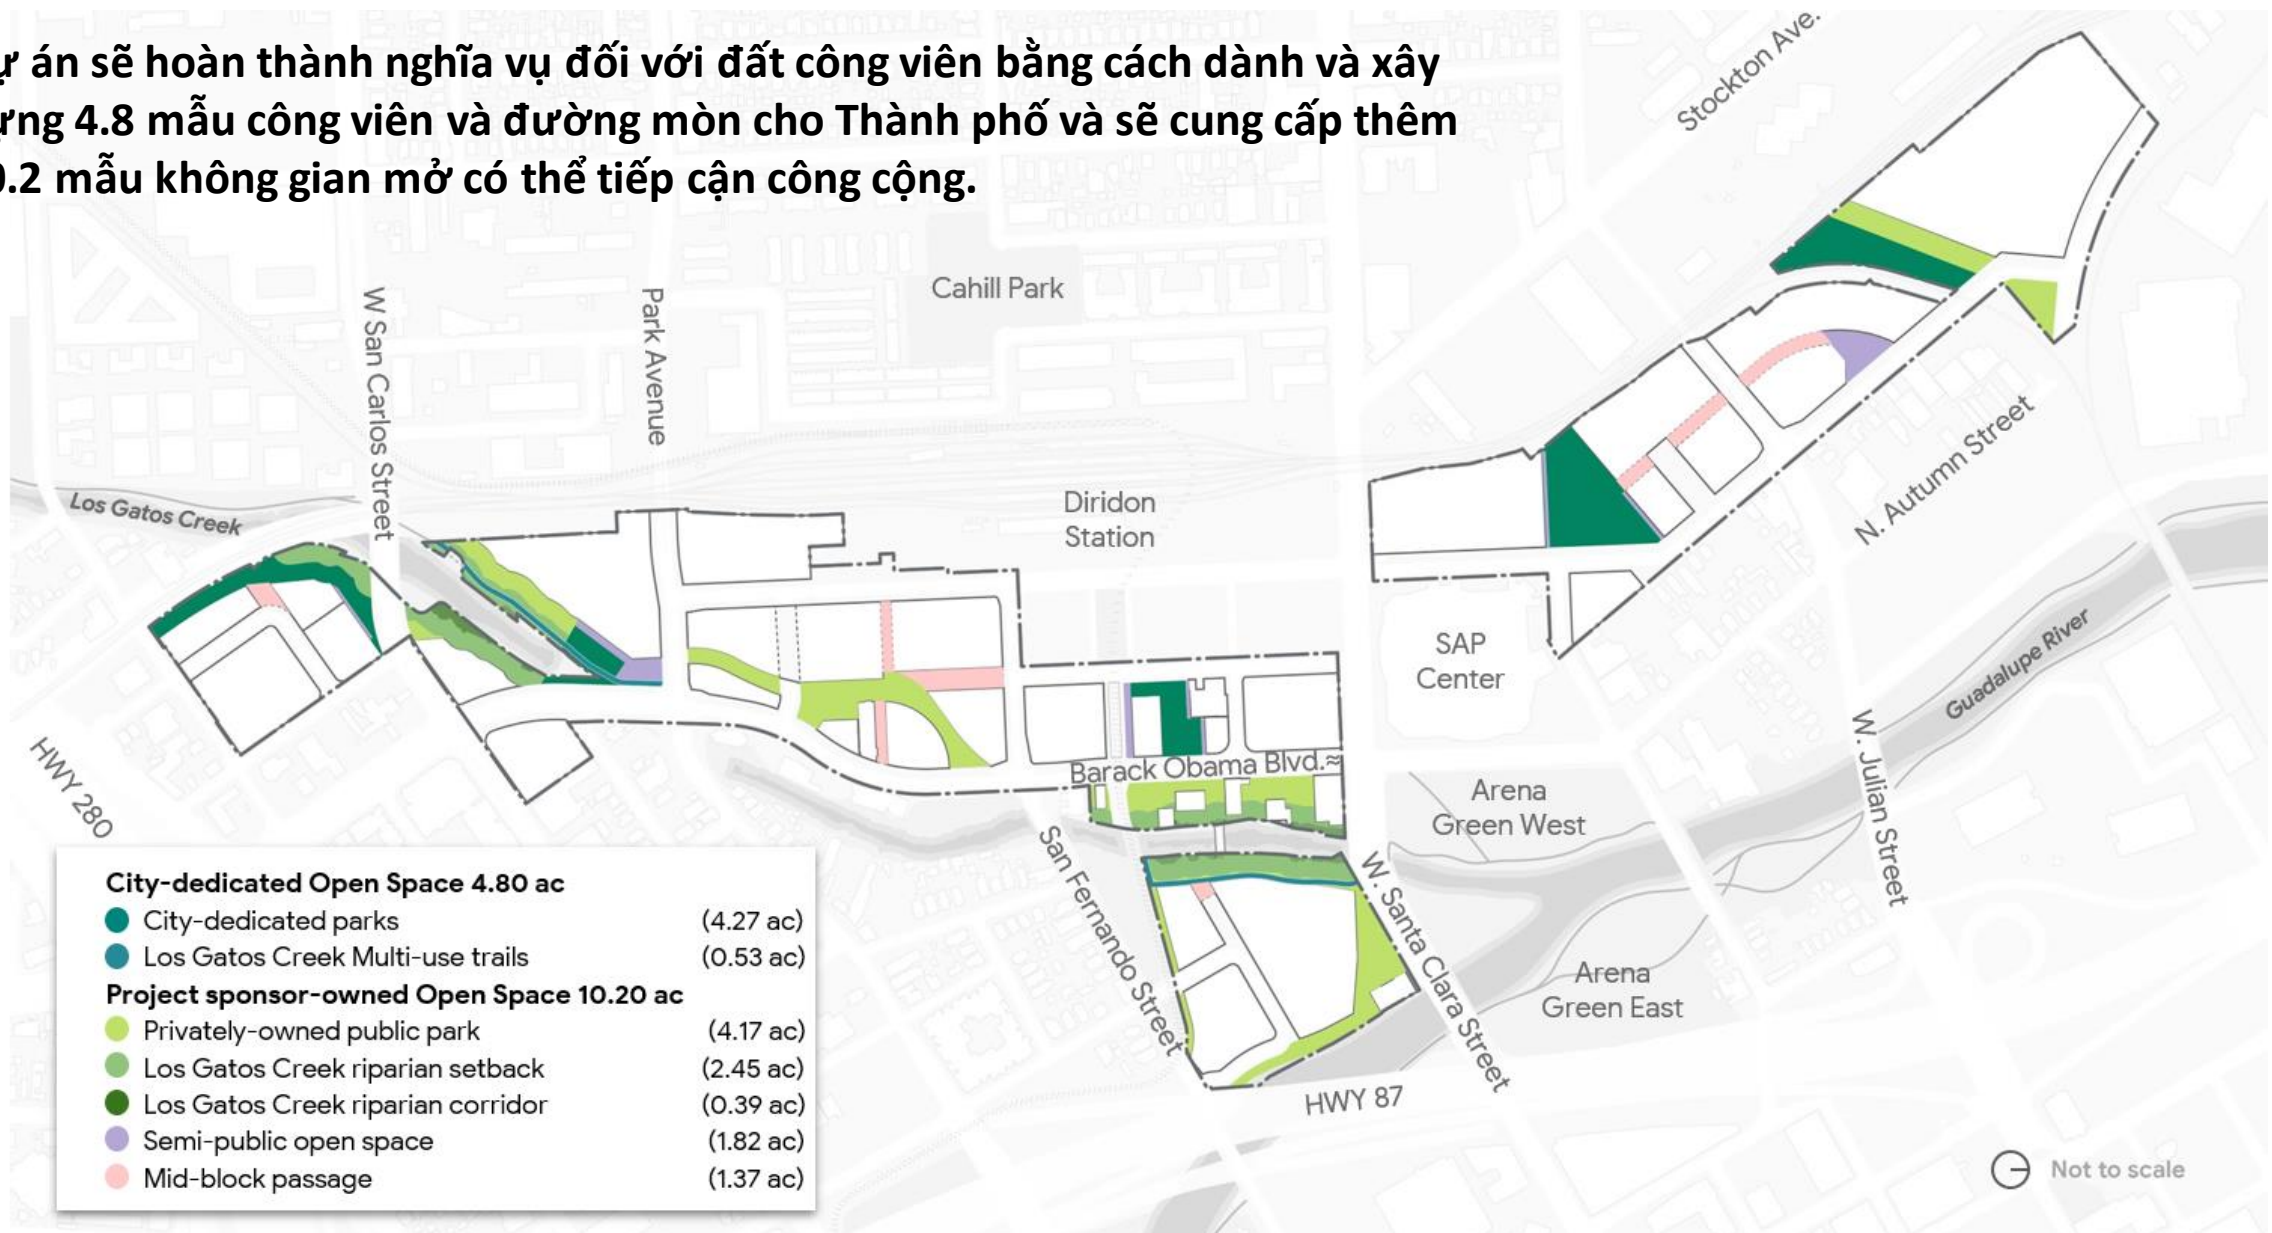 ự án sẽ hoàn thành nghĩa vụ đối với đất công viên bằng cách dành và xây
ựng 4.8 mẫu công viên và đường mòn cho Thành phố và sẽ cung cấp thêm
0.2 mẫu không gian mở có thể tiếp cận công cộng.
Stockton Ave.
Cahill Park
W San Carlos Street
Park Avenue
Los Gatos Creek
Diridon
Station
N. Autumn Street
SAP
Center
Guadalupe River
HWY 280
Barack Obama Blvd.
Arena
Green West
W. Julian Street
San Fernando Street
W. Santa Clara Street
Arena
Green East
HWY 87
City-dedicated Open Space 4.80 ac
City-dedicated parks (4.27 ac)
Los Gatos Creek Multi-use trails (0.53 ac)
Project sponsor-owned Open Space 10.20 ac
Privately-owned public park (4.17 ac)
Los Gatos Creek riparian setback (2.45 ac)
Los Gatos Creek riparian corridor (0.39 ac)
Semi-public open space (1.82 ac)
Mid-block passage (1.37 ac)
Not to scale